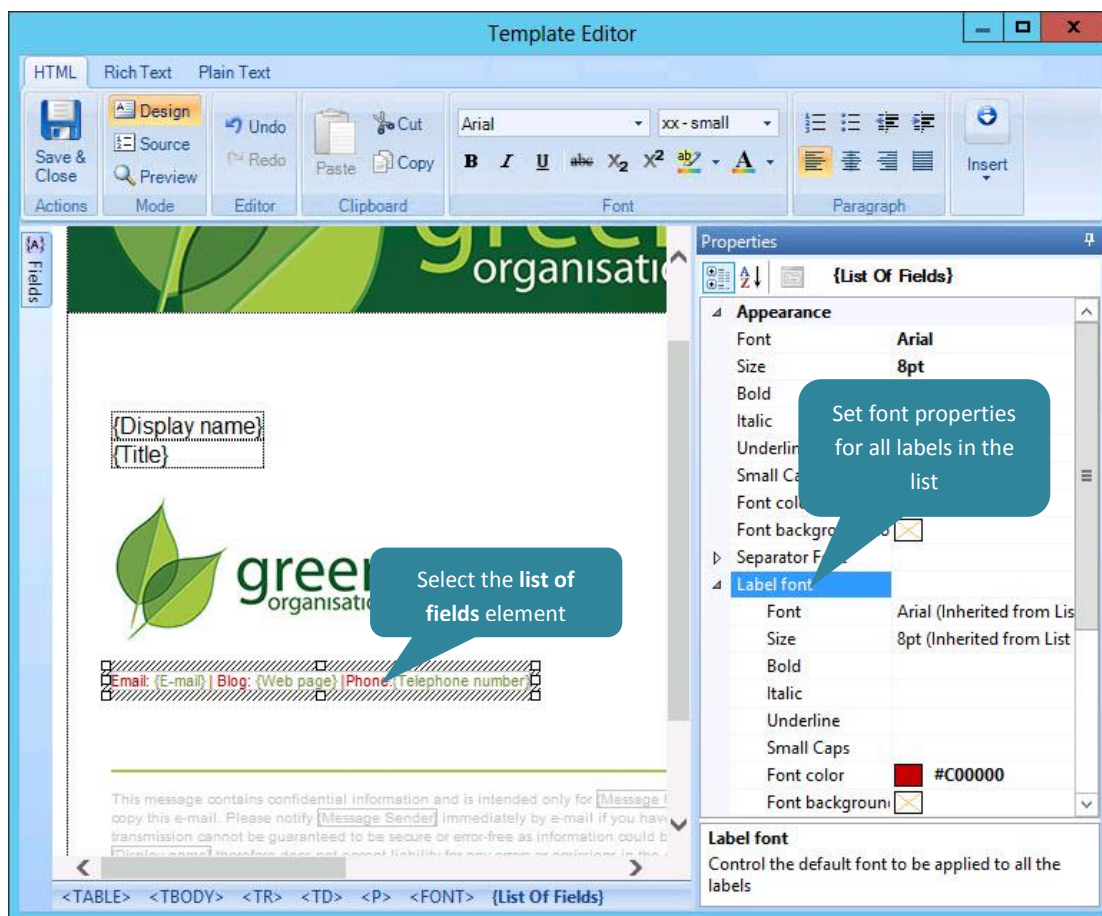 Template Editor
HTML Rich Text Plain Text
Save & Close
Design
Source
Preview
Undo
Redo
Paste
Cut
Copy
Arial xx - small
B I U abc X2 X² ab A
Insert
Actions Mode Editor Clipboard Font Paragraph
{A} Fields
green
organisati
{Display name}
{Title}
gree
organisati
Select the list of
fields element
Email: {E-mail} | Blog: {Web page} |Phone:{Telephone number}
This message contains confidential information and is intended only for {Message
copy this e-mail. Please notify {Message Sender} immediately by e-mail if you hav
transmission cannot be guaranteed to be secure or error-free as information could b
{Display name} therefore does not accept liability for any errors or omissions in the
<TABLE> <TBODY> <TR> <TD> <P> <FONT> {List Of Fields}
Properties
{List Of Fields}
Appearance
Font Arial
Size 8pt
Bold
Italic
Underlin
Small Ca
Font col
Font backgro
Separator F
Set font properties
for all labels in the
list
Label font
Font Arial (Inherited from Lis
Size 8pt (Inherited from List
Bold
Italic
Underline
Small Caps
Font color #C00000
Font backgroun
Label font
Control the default font to be applied to all the
labels